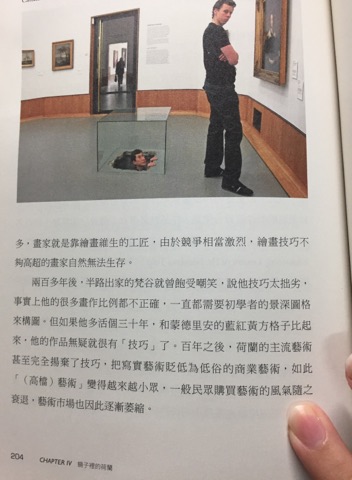 多，畫家就是靠繪畫維生的工匠，由於競爭相當激烈，繪畫技巧不
夠高超的畫家自然無法生存。
兩百多年後，半路出家的梵谷就曾飽受嘲笑，說他技巧太拙劣，
事實上他的很多畫作比例都不正確，一直都需要初學者的景深圖格
來構圖。但如果他多活個三十年，和蒙德里安的藍紅黃方格子比起
來，他的作品無疑就很有「技巧」了。百年之後，荷蘭的主流藝術
甚至完全揚棄了技巧，把寫實藝術貶低為低俗的商業藝術，如此
「（高檔）藝術」變得越來越小眾，一般民眾購買藝術的風氣隨之
衰退，藝術市場也因此逐漸萎縮。
204 CHAPTER IV 鏡子裡的荷蘭